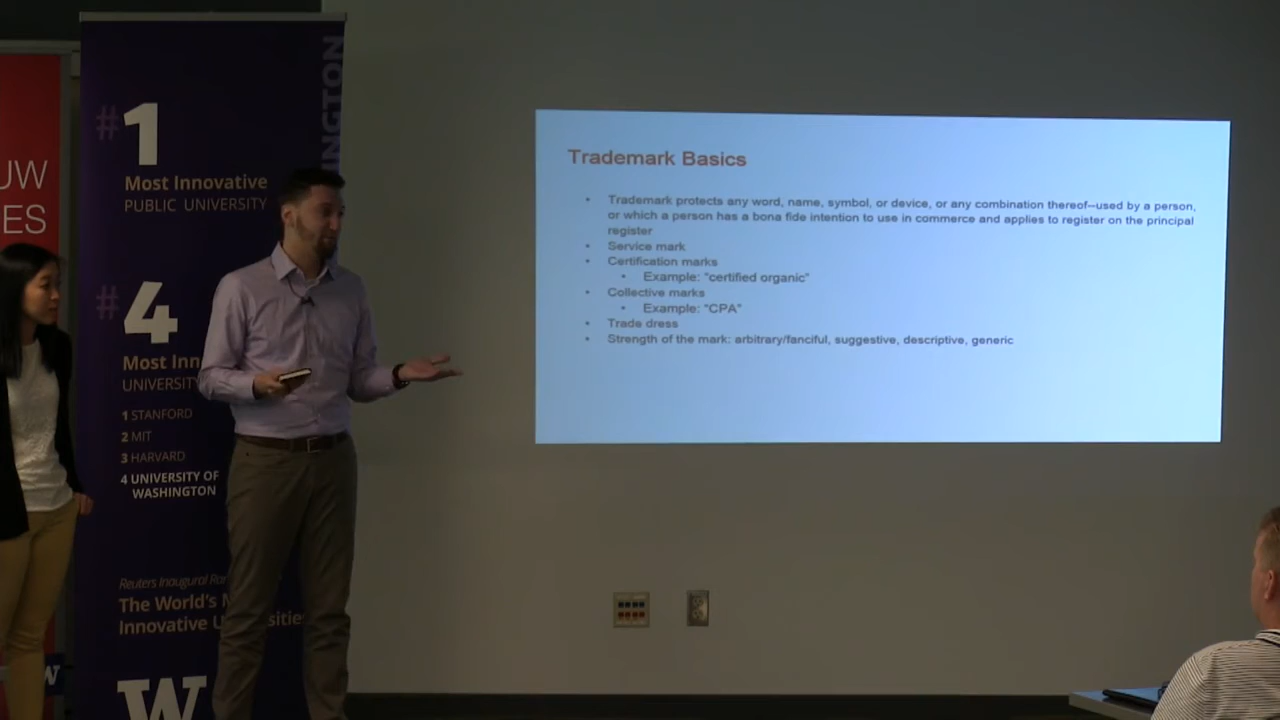 UW
ES
INGTON
#1
Most Innovative
PUBLIC UNIVERSITY
#4
Most Inn
UNIVERSITY
1 STANFORD
2 MIT
3 HARVARD
4 UNIVERSITY OF
WASHINGTON
Reuters Inaugural Ran
The World's M
Innovative U sities
W
W
Trademark Basics
• Trademark protects any word, name, symbol, or device, or any combination thereof--used by a person,
or which a person has a bona fide intention to use in commerce and applies to register on the principal
register
• Service mark
• Certification marks
• Example: "certified organic"
• Collective marks
• Example: "CPA"
• Trade dress
• Strength of the mark: arbitrary/fanciful, suggestive, descriptive, generic